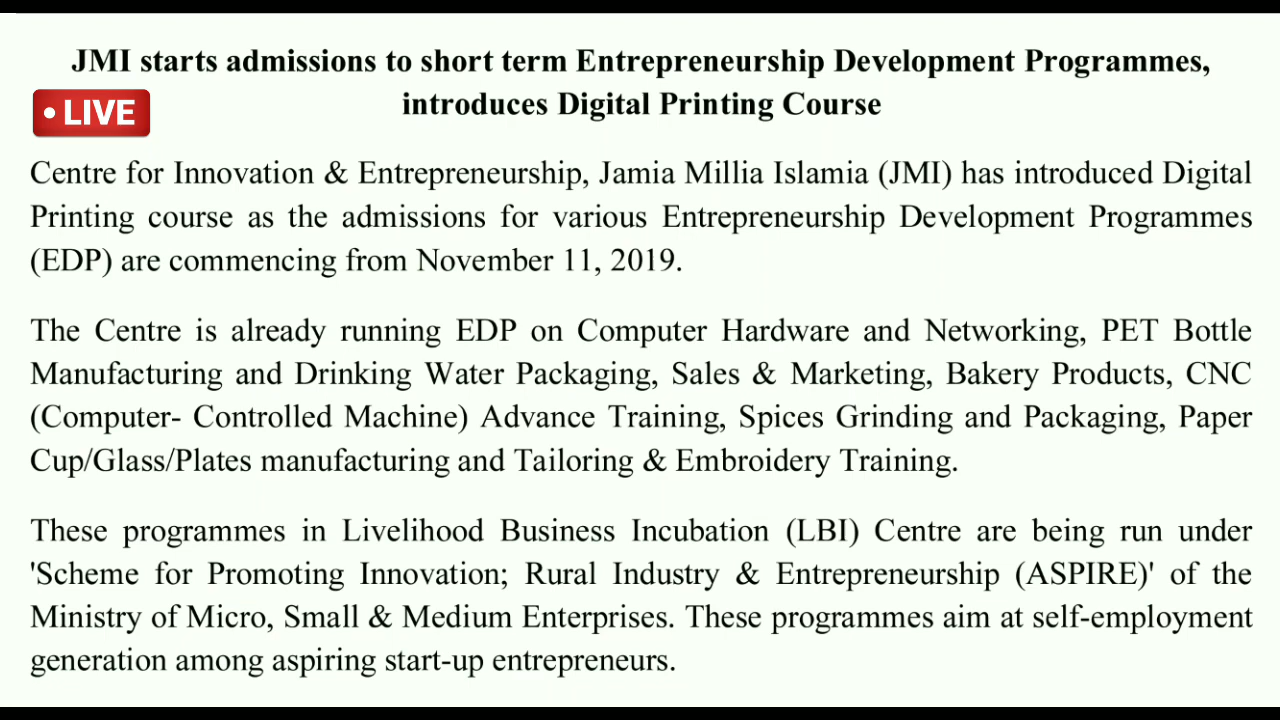 JMI starts admissions to short term Entrepreneurship Development Programmes,
introduces Digital Printing Course
• LIVE
Centre for Innovation & Entrepreneurship, Jamia Millia Islamia (JMI) has introduced Digital
Printing course as the admissions for various Entrepreneurship Development Programmes
(EDP) are commencing from November 11, 2019.
The Centre is already running EDP on Computer Hardware and Networking, PET Bottle
Manufacturing and Drinking Water Packaging, Sales & Marketing, Bakery Products, CNC
(Computer- Controlled Machine) Advance Training, Spices Grinding and Packaging, Paper
Cup/Glass/Plates manufacturing and Tailoring & Embroidery Training.
These programmes in Livelihood Business Incubation (LBI) Centre are being run under
'Scheme for Promoting Innovation; Rural Industry & Entrepreneurship (ASPIRE)' of the
Ministry of Micro, Small & Medium Enterprises. These programmes aim at self-employment
generation among aspiring start-up entrepreneurs.